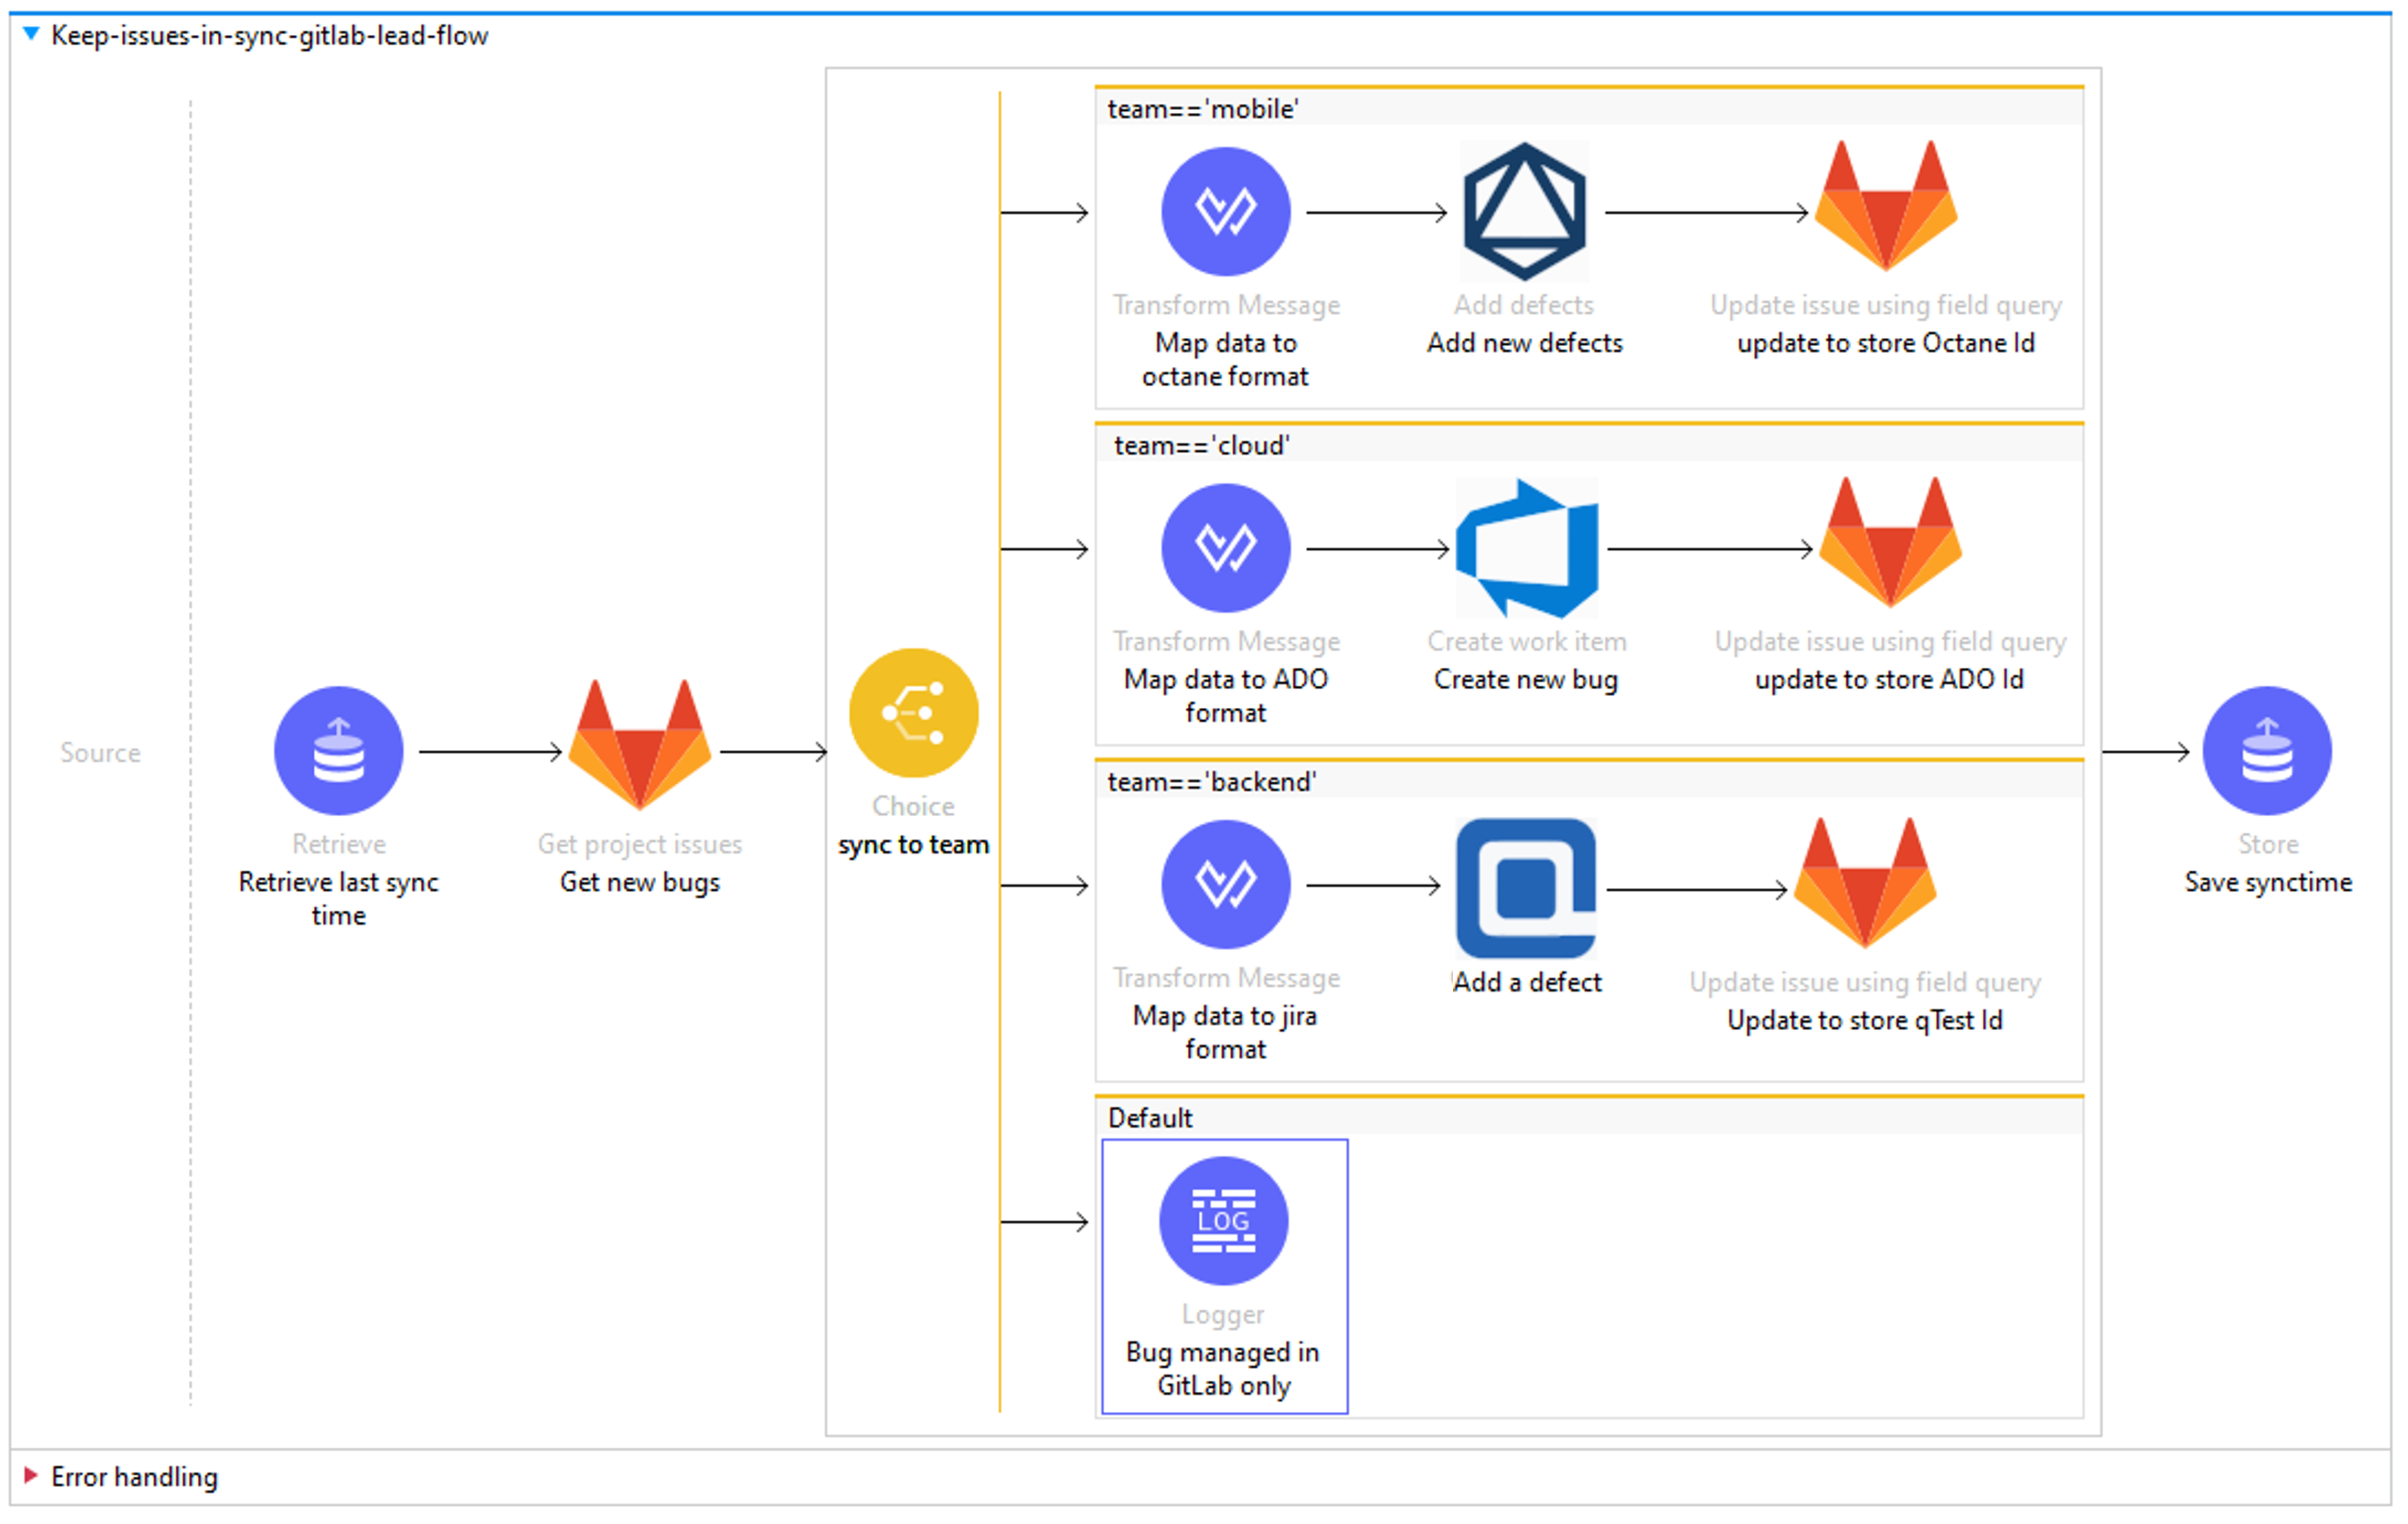 Keep-issues-in-sync-gitlab-lead-flow
Source
Retrieve
Retrieve last sync
time
Get project issues
Get new bugs
Choice
sync to team
team=='mobile'
Transform Message
Map data to
octane format
Add defects
Add new defects
Update issue using field query
update to store Octane Id
team=='cloud'
Transform Message
Map data to ADO
format
Create work item
Create new bug
Update issue using field query
update to store ADO Id
team=='backend'
Transform Message
Map data to jira
format
Add a defect
Update issue using field query
Update to store qTest Id
Default
LOG
Logger
Bug managed in
GitLab only
Store
Save synctime
Error handling